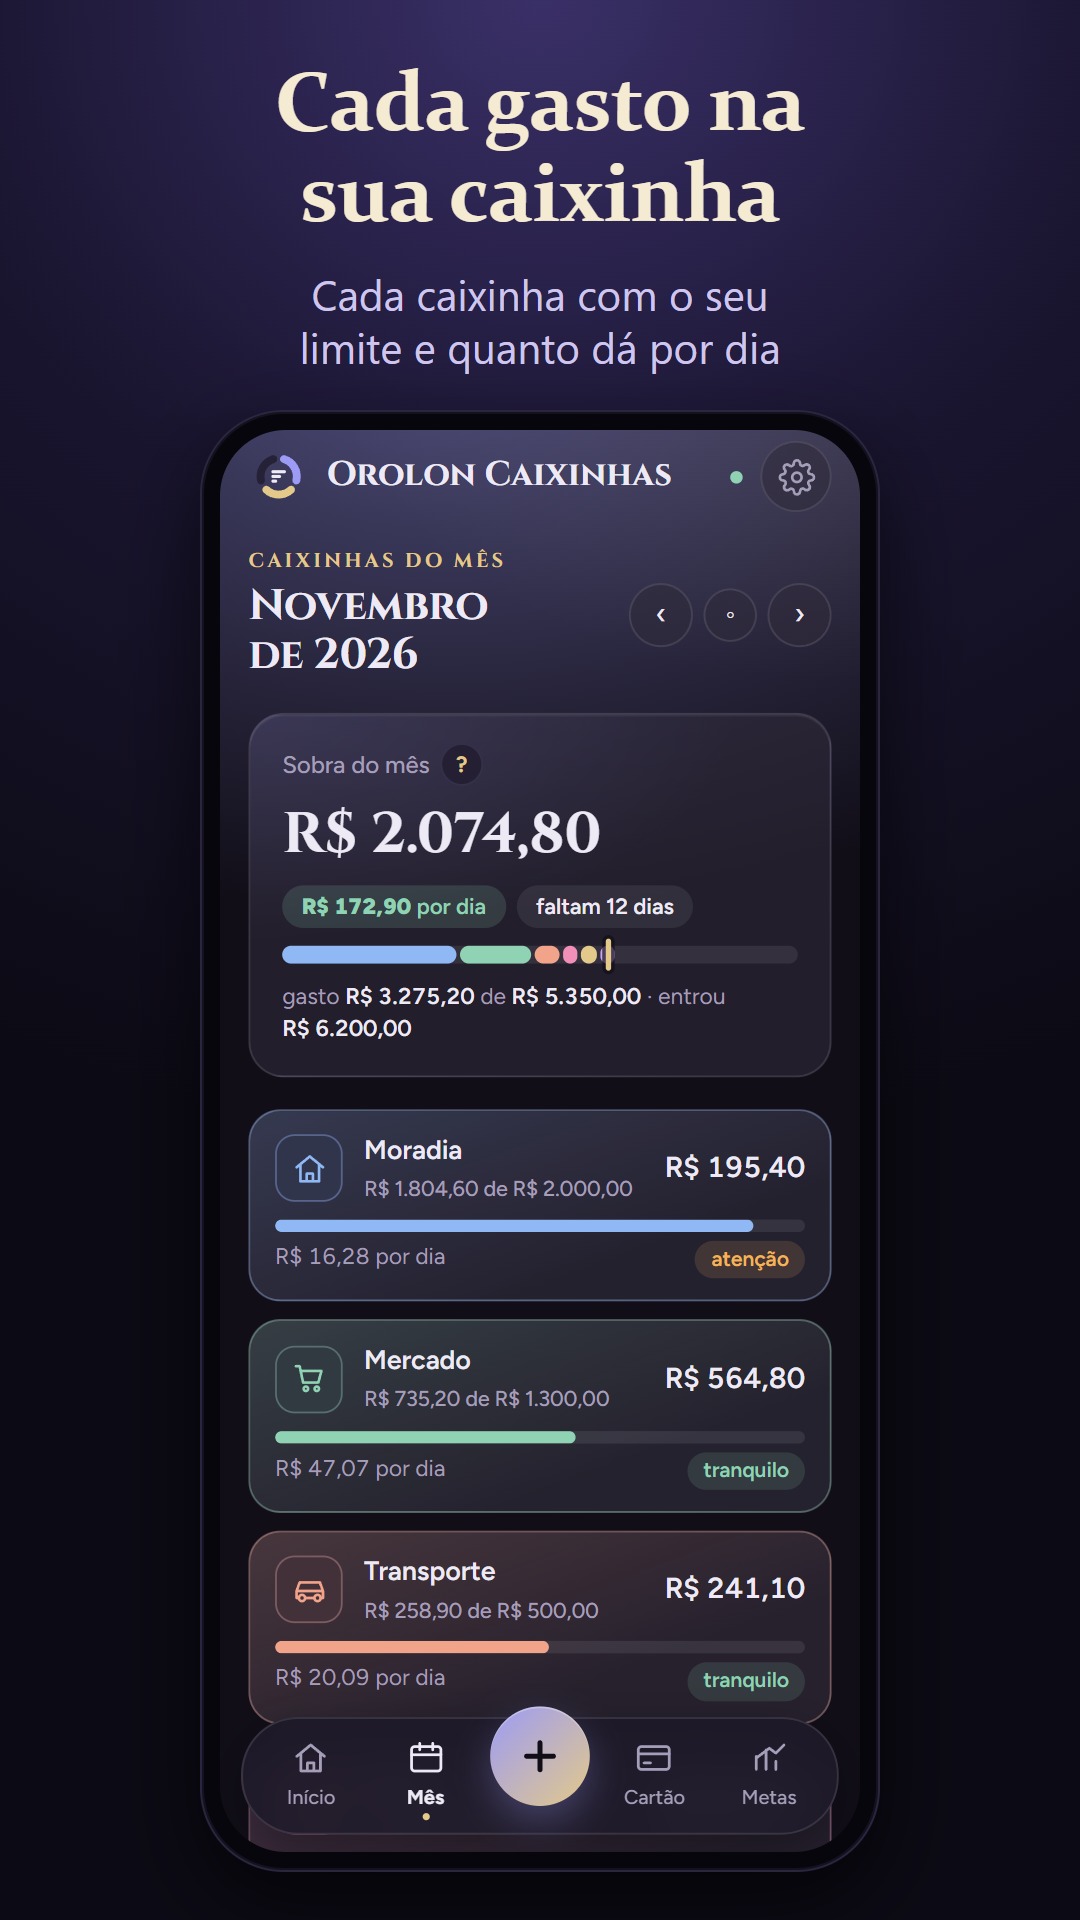 Cada gasto na
sua caixinha
Cada caixinha com o seu
limite e quanto dá por dia
Orolon Caixinhas
CAIXINHAS DO MÊS
Novembro
de 2026
‹ ◦ ›
Sobra do mês ?
R$ 2.074,80
R$ 172,90 por dia faltam 12 dias
gasto R$ 3.275,20 de R$ 5.350,00 · entrou
R$ 6.200,00
Moradia
R$ 195,40
R$ 1.804,60 de R$ 2.000,00
R$ 16,28 por dia
atenção
Mercado
R$ 564,80
R$ 735,20 de R$ 1.300,00
R$ 47,07 por dia
tranquilo
Transporte
R$ 241,10
R$ 258,90 de R$ 500,00
R$ 20,09 por dia
tranquilo
+
Início Mês Cartão Metas